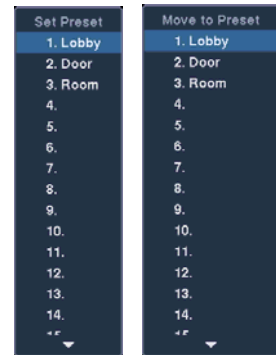 Set Preset
1. Lobby
2. Door
3. Room
4.
5.
6.
7.
8.
9.
10.
11.
12.
13.
14.
Move to Preset
1. Lobby
2. Door
3. Room
4.
5.
6.
7.
8.
9.
10.
11.
12.
13.
14.